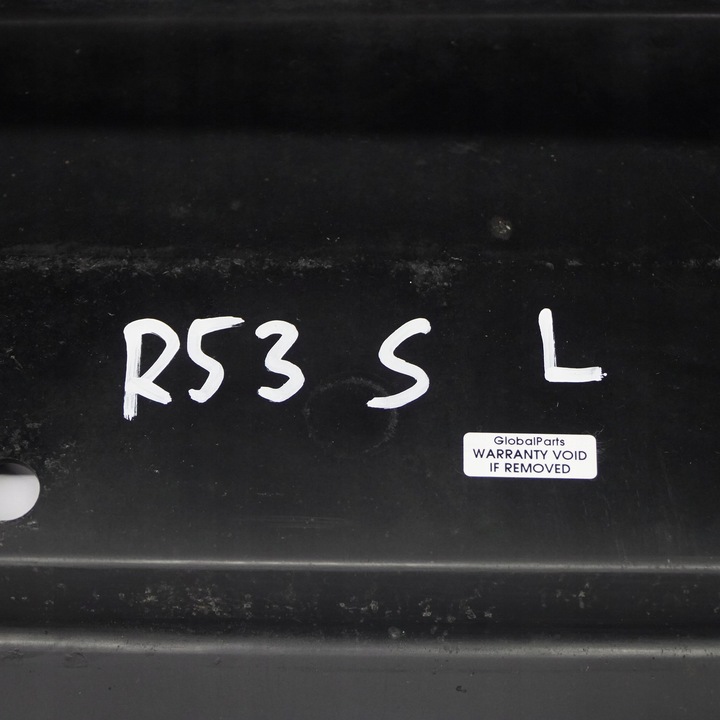 R53 S L
GlobalParts
WARRANTY VOID
IF REMOVED